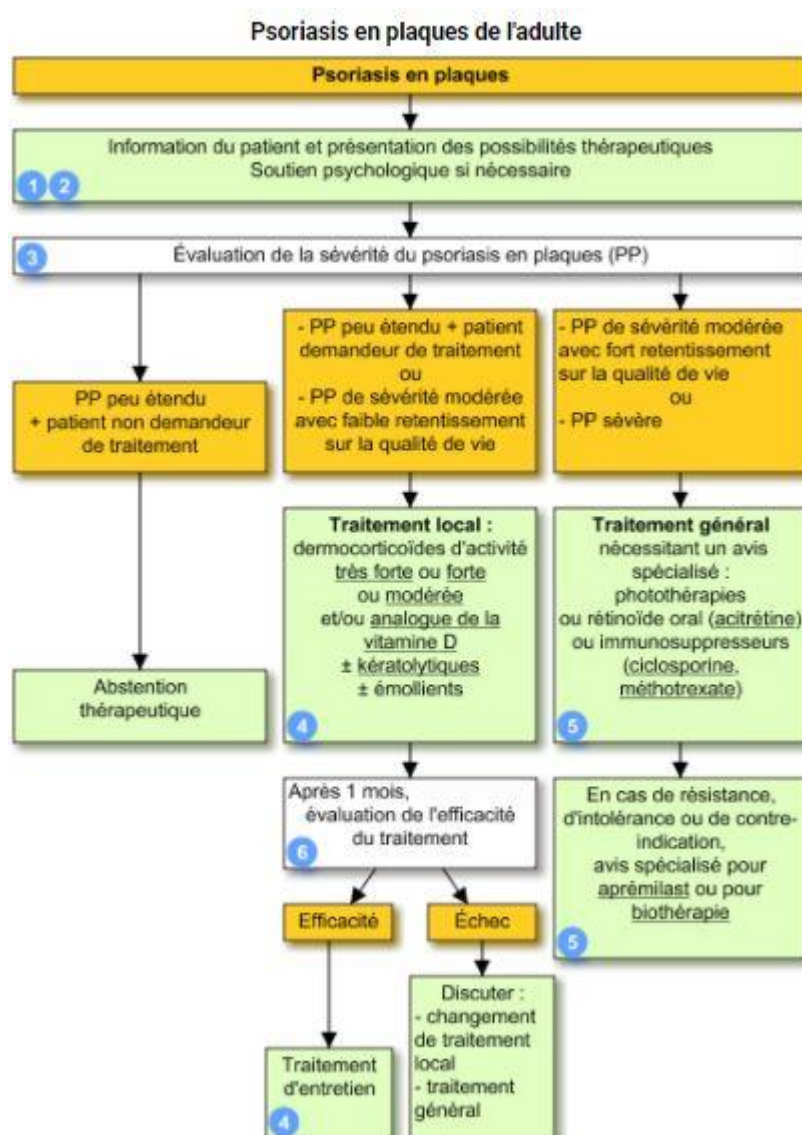 Psoriasis en plaques de l'adulte
Psoriasis en plaques
Information du patient et présentation des possibilités thérapeutiques
Soutien psychologique si nécessaire
1 2
3
Évaluation de la sévérité du psoriasis en plaques (PP)
PP peu étendu
+ patient non demandeur
de traitement
- PP peu étendu + patient
demandeur de traitement
ou
- PP de sévérité modérée
avec faible retentissement
sur la qualité de vie
- PP de sévérité modérée
avec fort retentissement
sur la qualité de vie
ou
- PP sévère
Abstention
thérapeutique
Traitement local :
dermocorticoïdes d'activité
très forte ou forte
ou modérée
et/ou analogue de la
vitamine D
± kératolytiques
± émollients
4
Traitement général
nécessitant un avis
spécialisé :
photothérapies
ou rétinoïde oral (acitrétine)
ou immunosuppresseurs
(ciclosporine,
méthotrexate)
5
Après 1 mois,
évaluation de l'efficacité
du traitement
6
En cas de résistance,
d'intolérance ou de contre-
indication,
avis spécialisé pour
aprémilast ou pour
biothérapie
5
Efficacité
Échec
Traitement
d'entretien
4
Discuter :
- changement
de traitement
local
- traitement
général